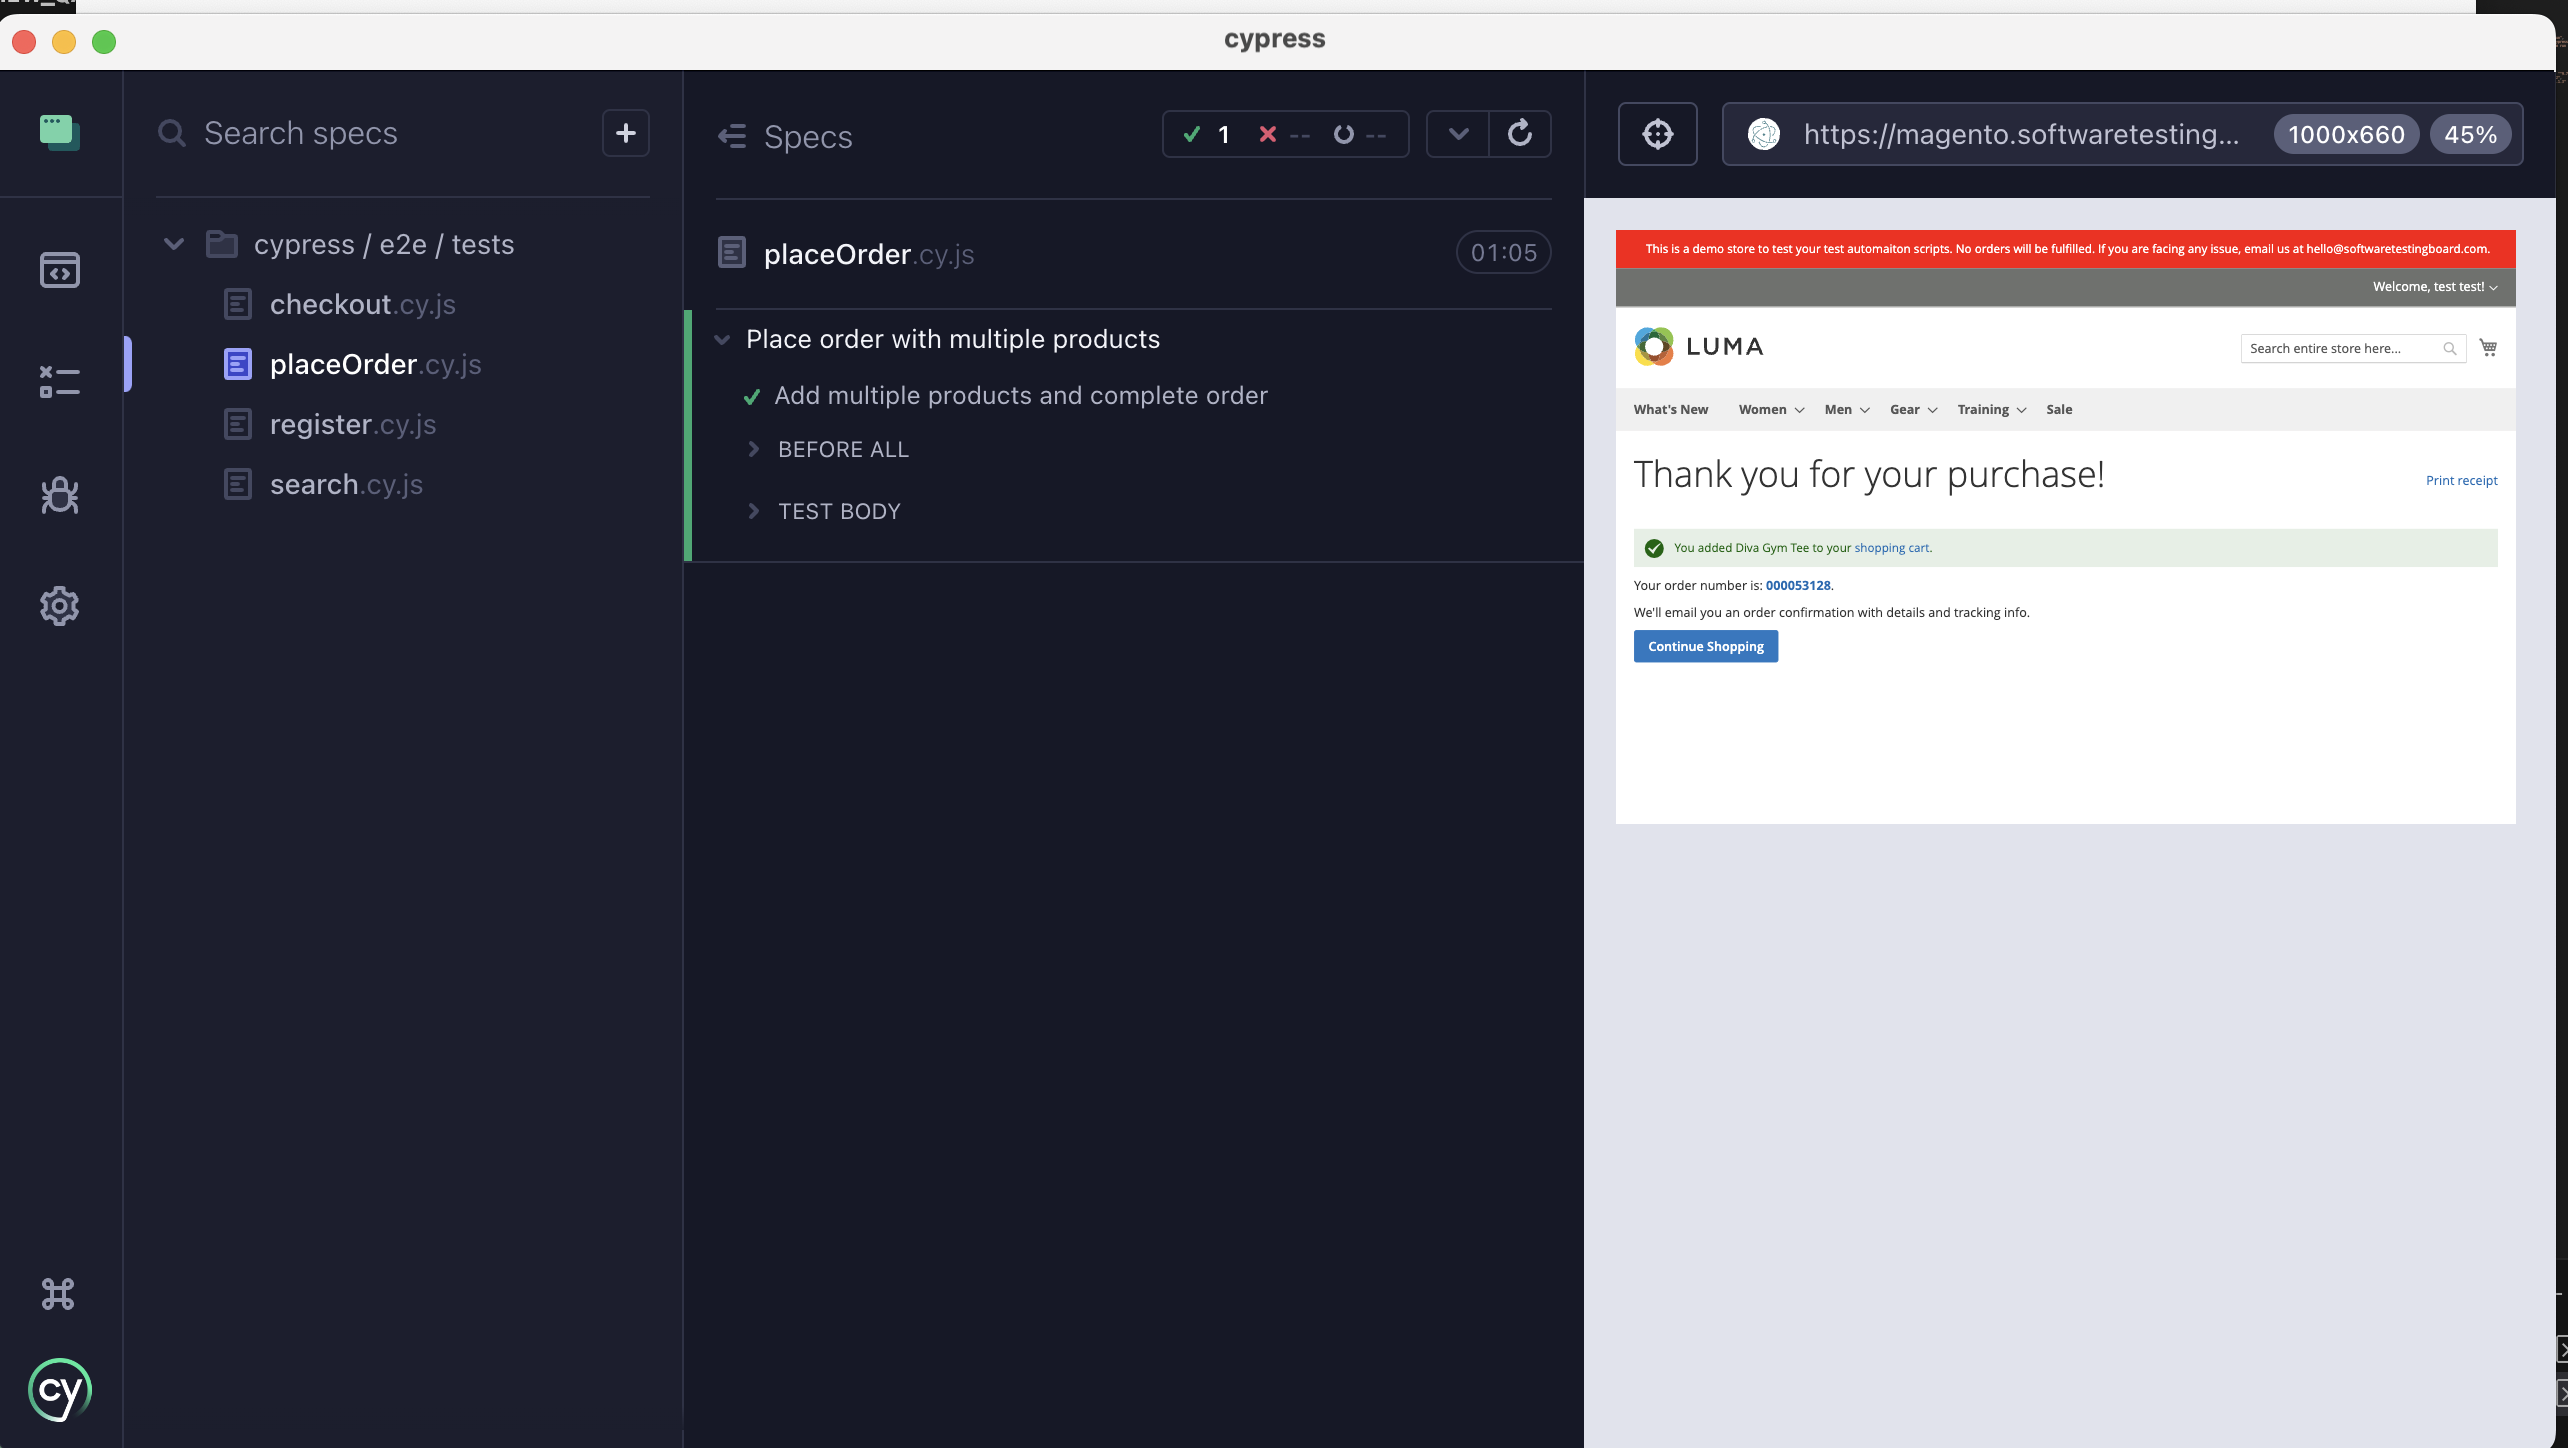 cypress
Search specs
cypress / e2e / tests
checkout.cy.js
placeOrder.cy.js
register.cy.js
search.cy.js
cy
Specs
1 -- --
placeOrder.cy.js
01:05
Place order with multiple products
Add multiple products and complete order
BEFORE ALL
TEST BODY
https://magento.softwaretesting...
1000x660
45%
This is a demo store to test your test automaiton scripts. No orders will be fulfilled. If you are facing any issue, email us at hello@softwaretestingboard.com.
Welcome, test test!
LUMA
Search entire store here...
What's New Women Men Gear Training Sale
Thank you for your purchase!
Print receipt
You added Diva Gym Tee to your shopping cart.
Your order number is: 000053128.
We'll email you an order confirmation with details and tracking info.
Continue Shopping